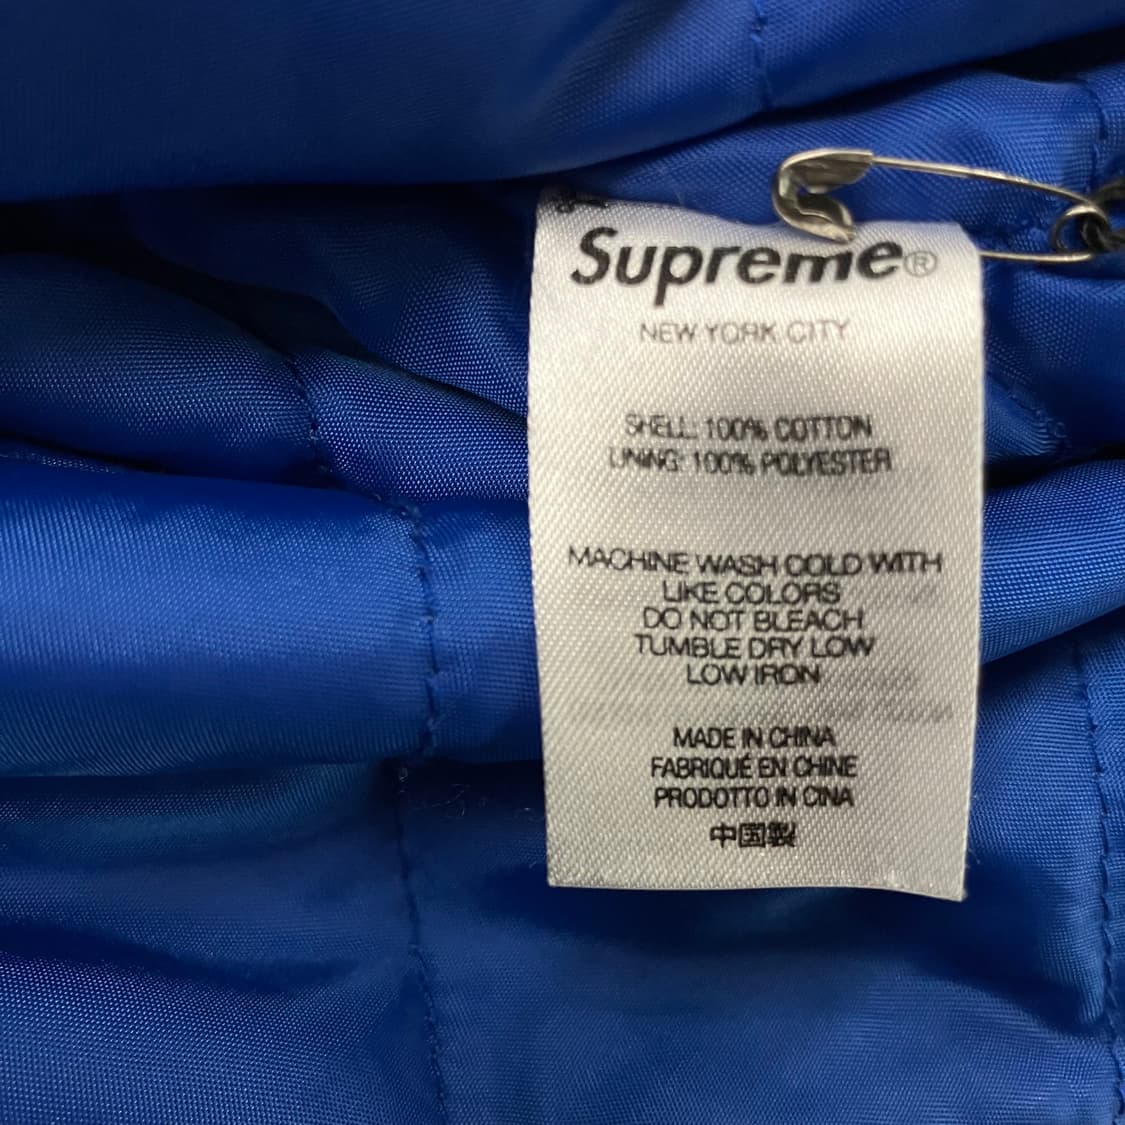 Supreme®
NEW YORK CITY
SHELL: 100% COTTON
LINING: 100% POLYESTER
MACHINE WASH COLD WITH
LIKE COLORS
DO NOT BLEACH
TUMBLE DRY LOW
LOW IRON
MADE IN CHINA
FABRIQUÉ EN CHINE
PRODOTTO IN CINA
中国製